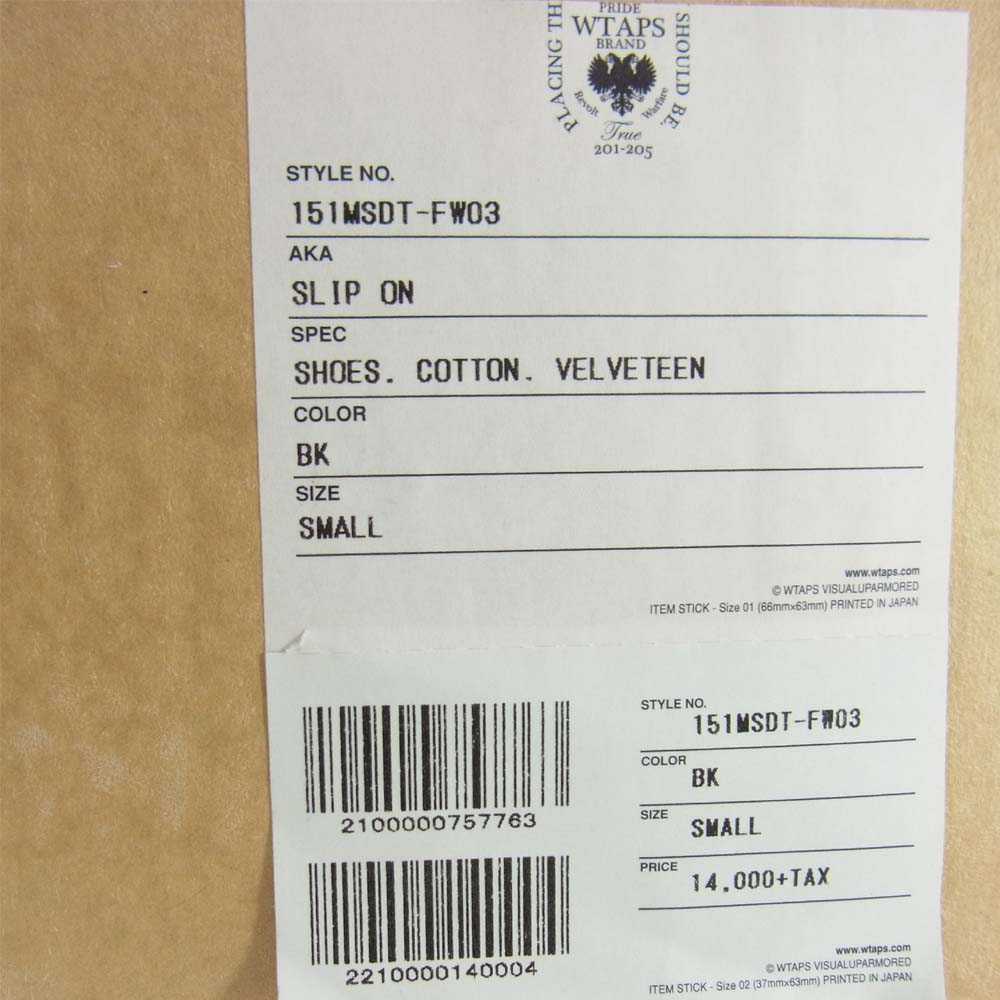 PLACING TH
PRIDE
WTAPS
BRAND
SHOULD BE.
Revolt
Warfare
True
201-205
STYLE NO.
151MSDT-FW03
AKA
SLIP ON
SPEC
SHOES. COTTON. VELVETEEN
COLOR
BK
SIZE
SMALL
www.wtaps.com
© WTAPS VISUALUPARMORED
ITEM STICK - Size 01 (66mmx63mm) PRINTED IN JAPAN
2100000757763
2210000140004
STYLE NO.
151MSDT-FW03
COLOR
BK
SIZE
SMALL
PRICE
14,000+TAX
www.wtaps.com
© WTAPS VISUALUPARMORED
ITEM STICK - Size 02 (37mmx63mm) PRINTED IN JAPAN